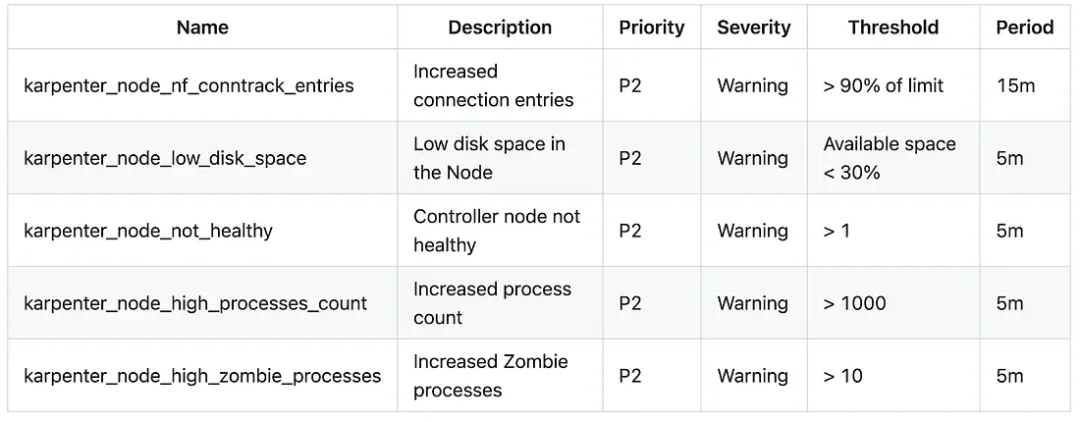 Name Description Priority Severity Threshold Period
karpenter_node_nf_conntrack_entries Increased connection entries P2 Warning > 90% of limit 15m
karpenter_node_low_disk_space Low disk space in the Node P2 Warning Available space < 30% 5m
karpenter_node_not_healthy Controller node not healthy P2 Warning > 1 5m
karpenter_node_high_processes_count Increased process count P2 Warning > 1000 5m
karpenter_node_high_zombie_processes Increased Zombie processes P2 Warning > 10 5m